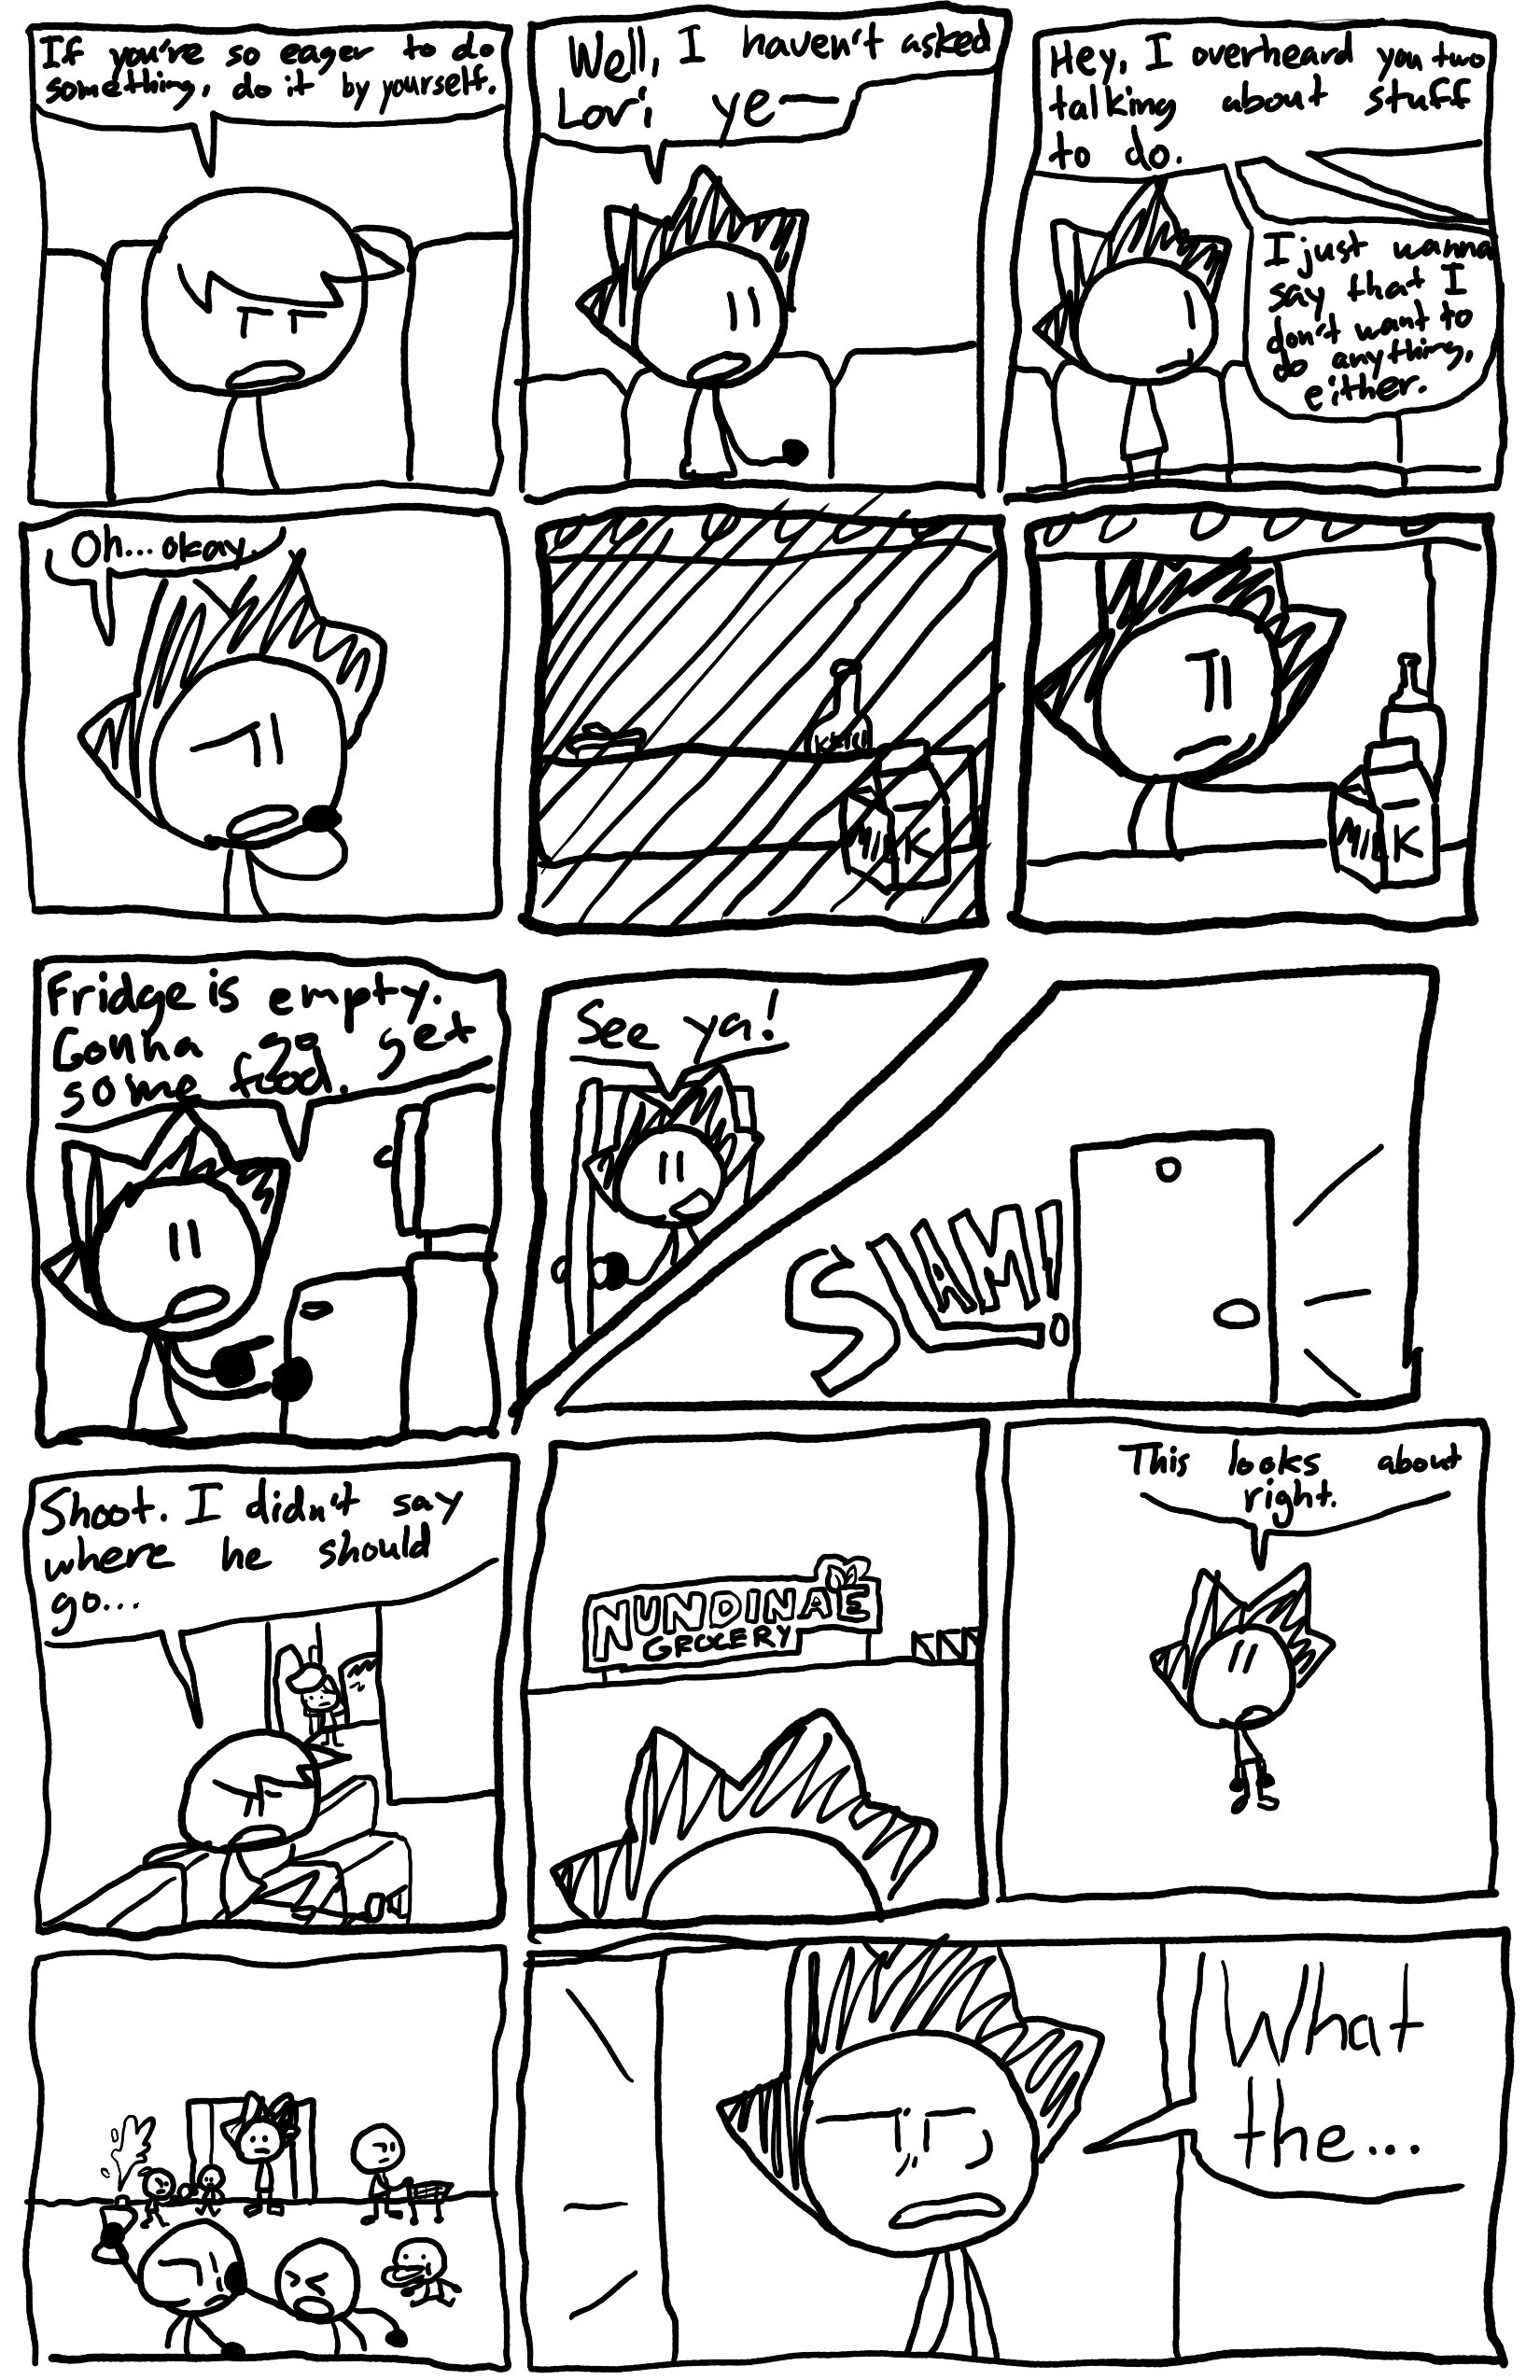 If you're so eager to do
something, do it by yourself.
Well, I haven't asked
Lori ye—
Hey, I overheard you two
talking about stuff
to do.
I just wanna
say that I
don't want to
do anything,
either.
Oh... okay.
MILK
MILK
Fridge is empty.
Gonna go get
some food.
See ya!
SLAM!
Shoot. I didn't say
where he should
go...
NUNDINAE
GROCERY
This looks about
right.
What
the...